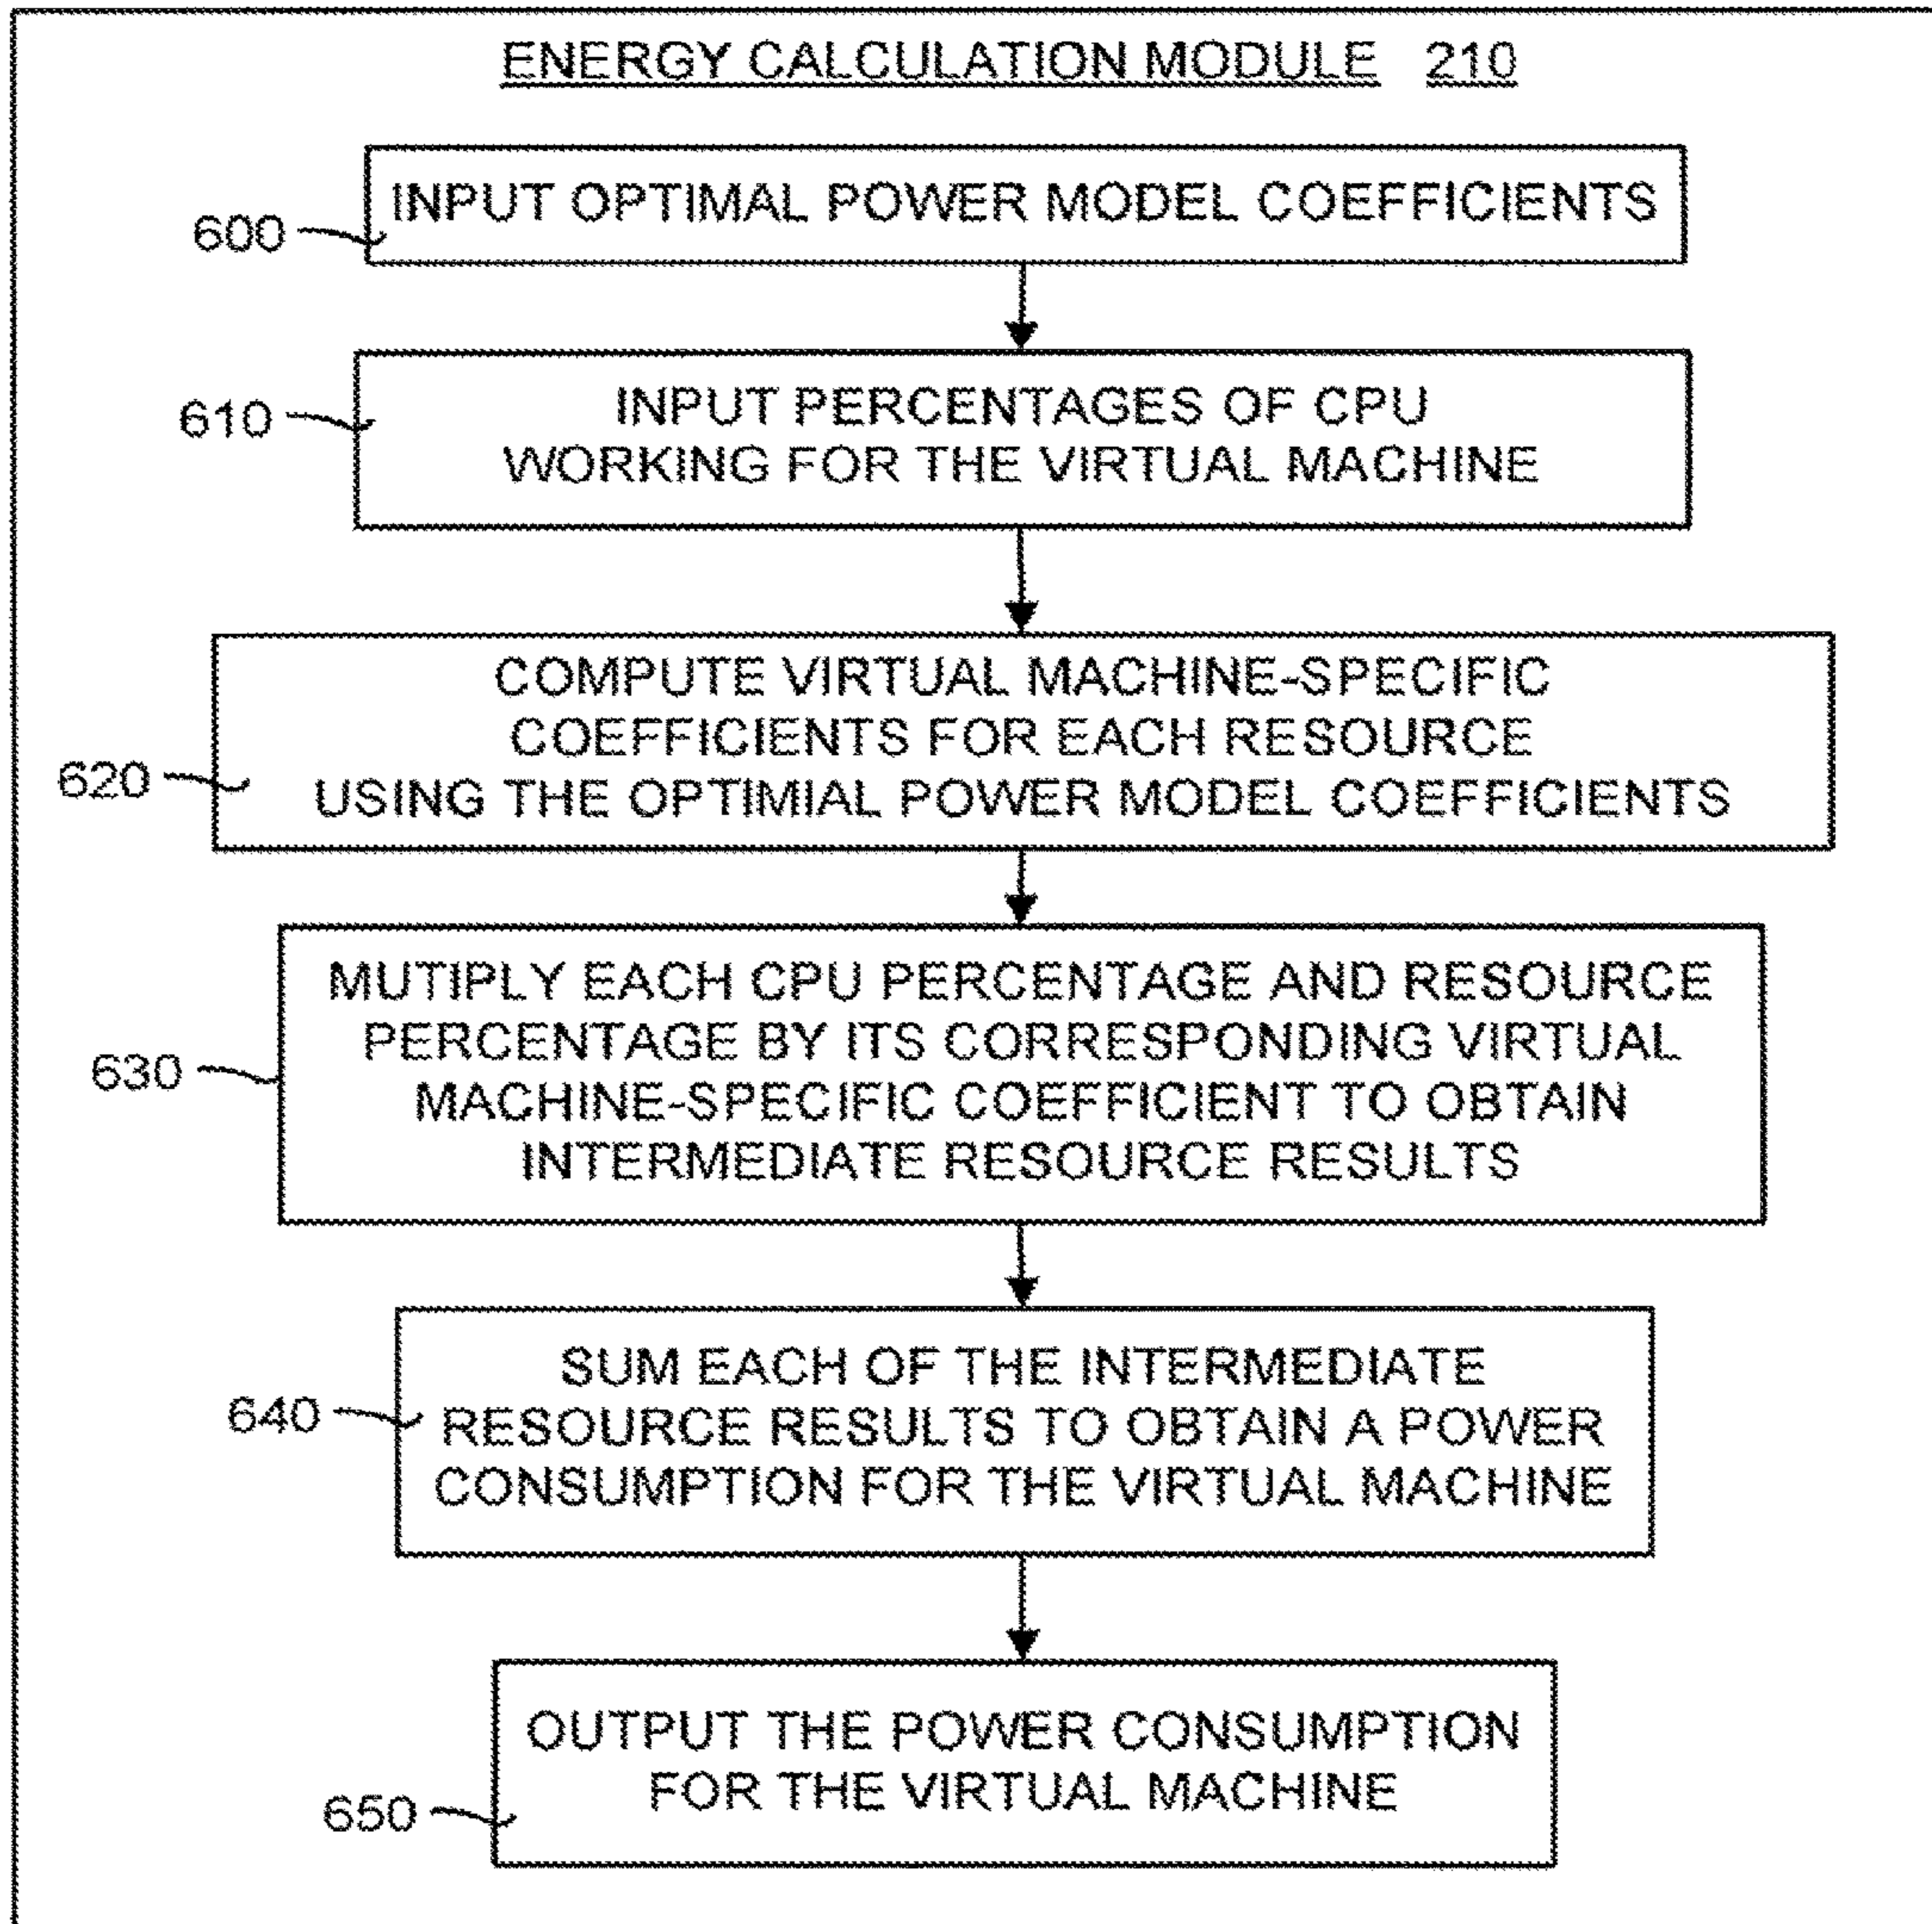 ENERGY CALCULATION MODULE 210
INPUT OPTIMAL POWER MODEL COEFFICIENTS
600
INPUT PERCENTAGES OF CPU
WORKING FOR THE VIRTUAL MACHINE
610
COMPUTE VIRTUAL MACHINE-SPECIFIC
COEFFICIENTS FOR EACH RESOURCE
USING THE OPTIMIAL POWER MODEL COEFFICIENTS
620
MUTIPLY EACH CPU PERCENTAGE AND RESOURCE
PERCENTAGE BY ITS CORRESPONDING VIRTUAL
MACHINE-SPECIFIC COEFFICIENT TO OBTAIN
INTERMEDIATE RESOURCE RESULTS
630
SUM EACH OF THE INTERMEDIATE
RESOURCE RESULTS TO OBTAIN A POWER
CONSUMPTION FOR THE VIRTUAL MACHINE
640
OUTPUT THE POWER CONSUMPTION
FOR THE VIRTUAL MACHINE
650